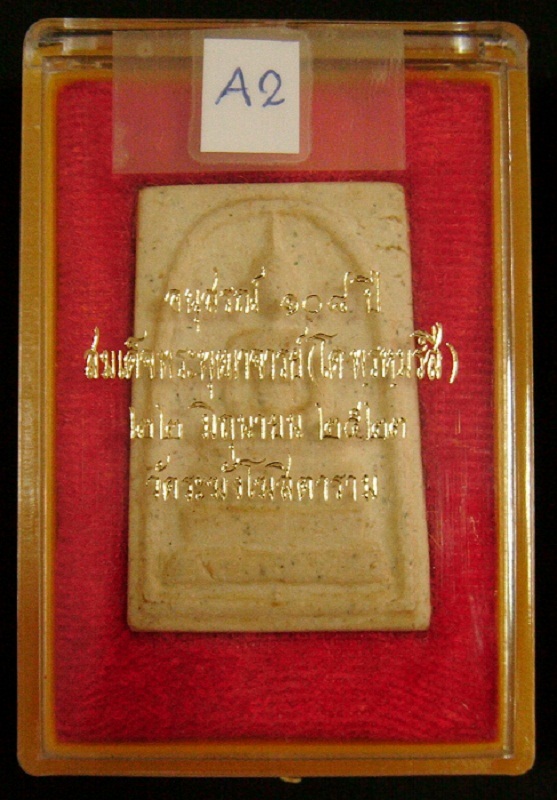 A2
อนุสรณ์ ๑๐๘ ปี
สมเด็จพระพุฒาจารย์(โต พรหมรังสี)
๒๒ มิถุนายน ๒๕๒๓
วัดระฆังโฆสิตาราม